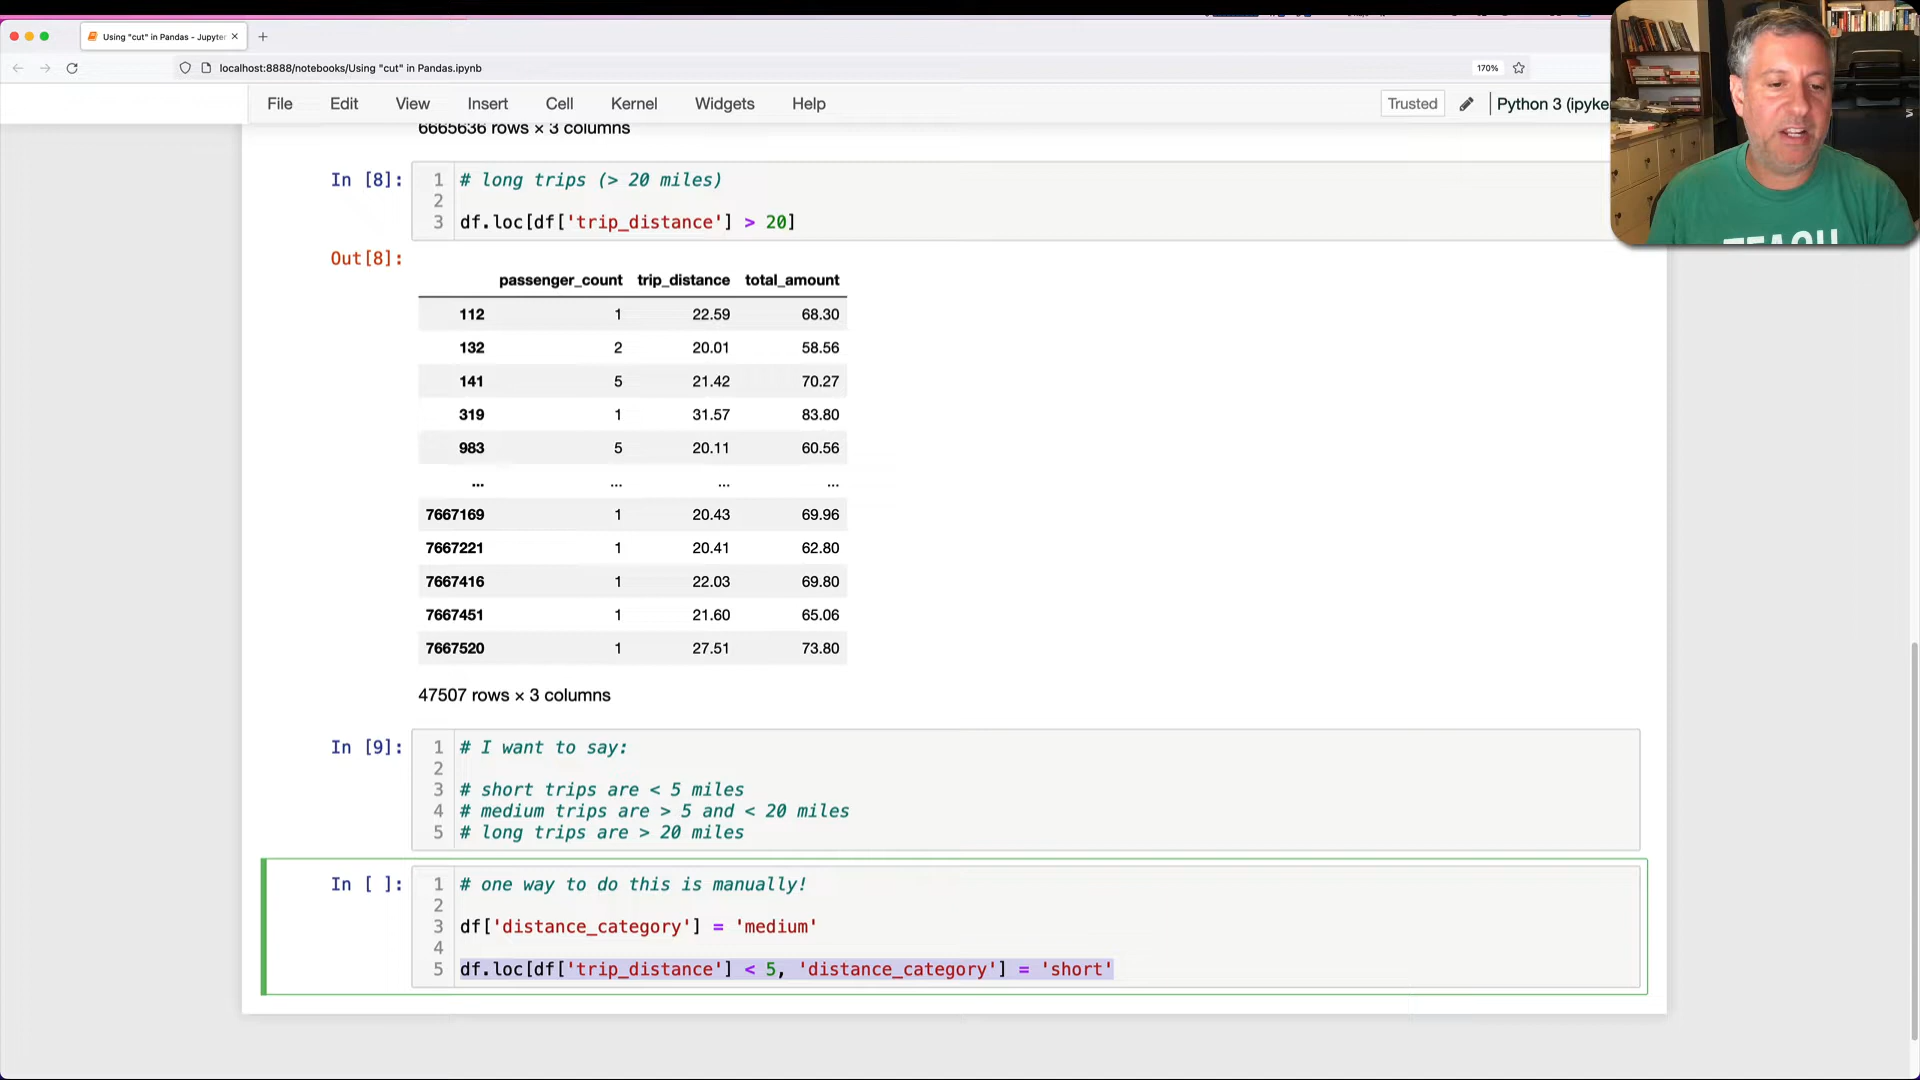 Using "cut" in Pandas - Jupyter
localhost:8888/notebooks/Using "cut" in Pandas.ipynb
170%
File Edit View Insert Cell Kernel Widgets Help
Trusted
Python 3 (ipyke
6665636 rows × 3 columns
In [8]:
1 # long trips (> 20 miles)
2
3 df.loc[df['trip_distance'] > 20]
Out[8]:
passenger_count trip_distance total_amount
112 1 22.59 68.30
132 2 20.01 58.56
141 5 21.42 70.27
319 1 31.57 83.80
983 5 20.11 60.56
... ... ... ...
7667169 1 20.43 69.96
7667221 1 20.41 62.80
7667416 1 22.03 69.80
7667451 1 21.60 65.06
7667520 1 27.51 73.80
47507 rows × 3 columns
In [9]:
1 # I want to say:
2
3 # short trips are < 5 miles
4 # medium trips are > 5 and < 20 miles
5 # long trips are > 20 miles
In [ ]:
1 # one way to do this is manually!
2
3 df['distance_category'] = 'medium'
4
5 df.loc[df['trip_distance'] < 5, 'distance_category'] = 'short'